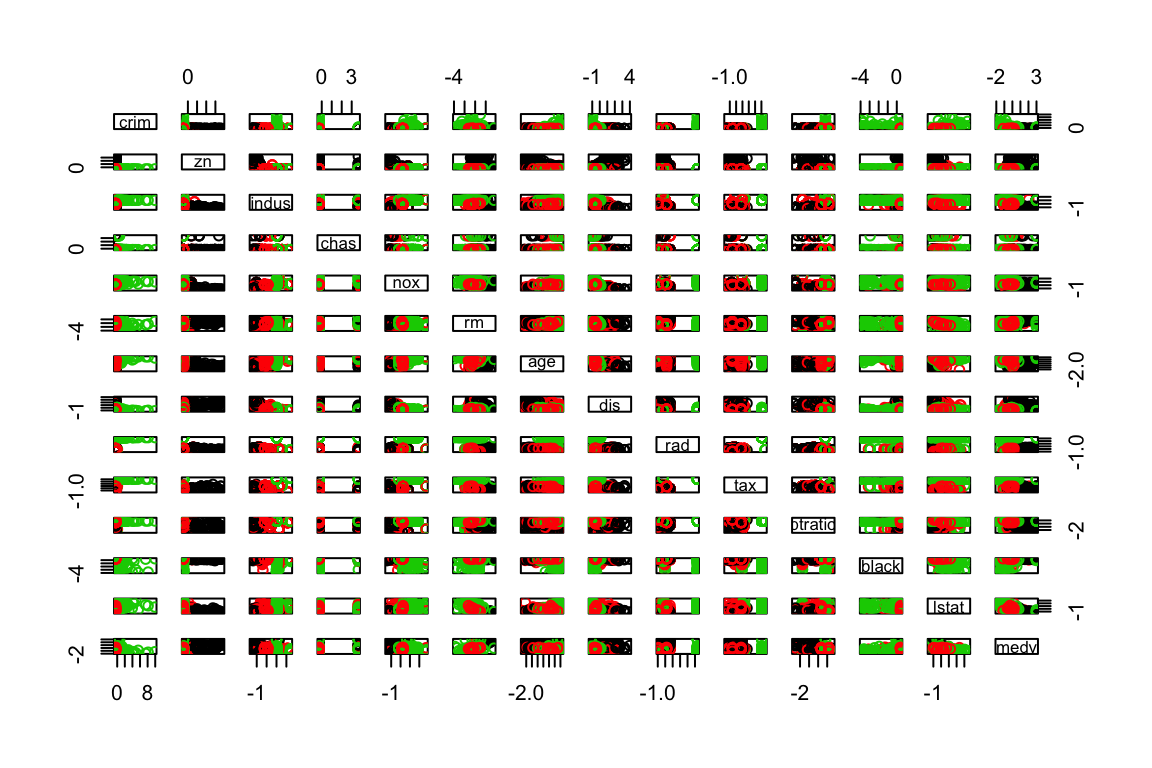 0 0 3 -4 -1 4 -1.0 -4 0 -2 3
crim 0
0 zn
indus -1
0 chas
nox -1
-4 rm
age -2.0
-1 dis
rad -1.0
-1.0 tax
ptratio -2
-4 black
lstat -1
-2 medv
0 8 -1 -1 -2.0 -1.0 -2 -1